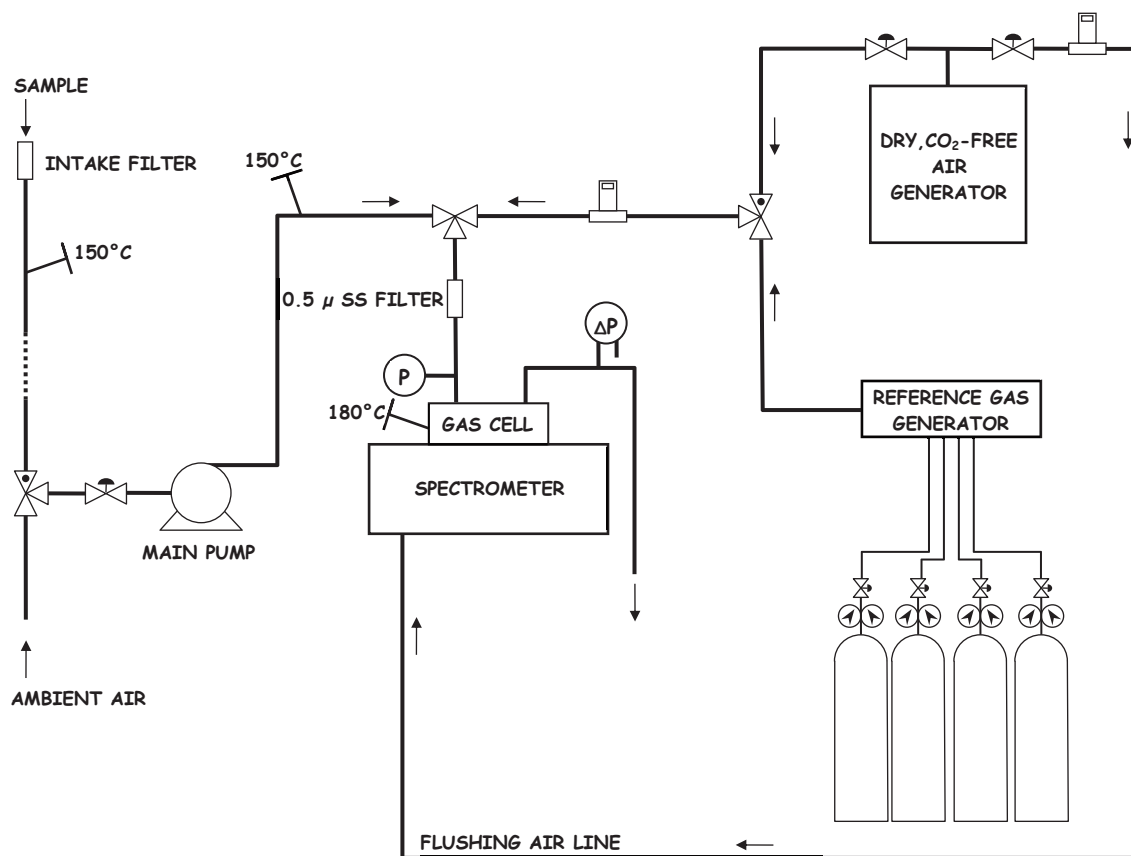 SAMPLE
INTAKE FILTER
150°C
DRY,CO₂-FREE
AIR
GENERATOR
150°C
0.5 µ SS FILTER
ΔP
P
180°C
GAS CELL
REFERENCE GAS
GENERATOR
SPECTROMETER
MAIN PUMP
AMBIENT AIR
FLUSHING AIR LINE